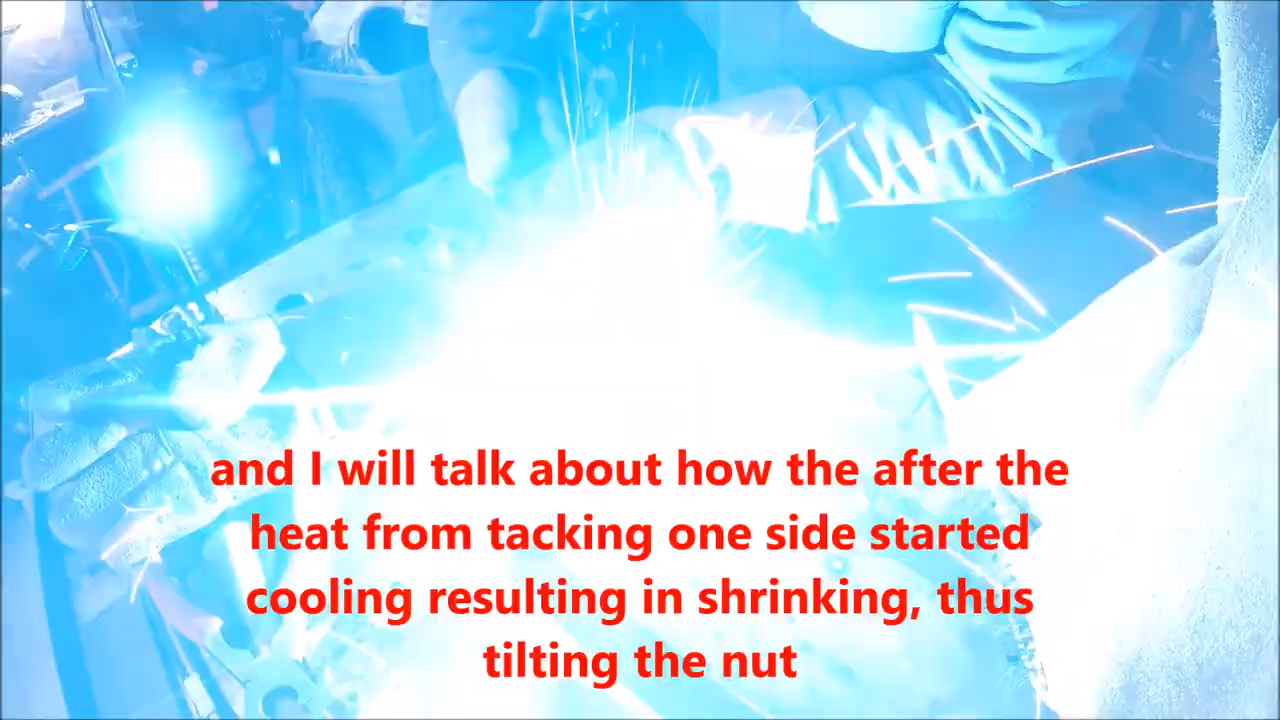 and I will talk about how the after the
heat from tacking one side started
cooling resulting in shrinking, thus
tilting the nut